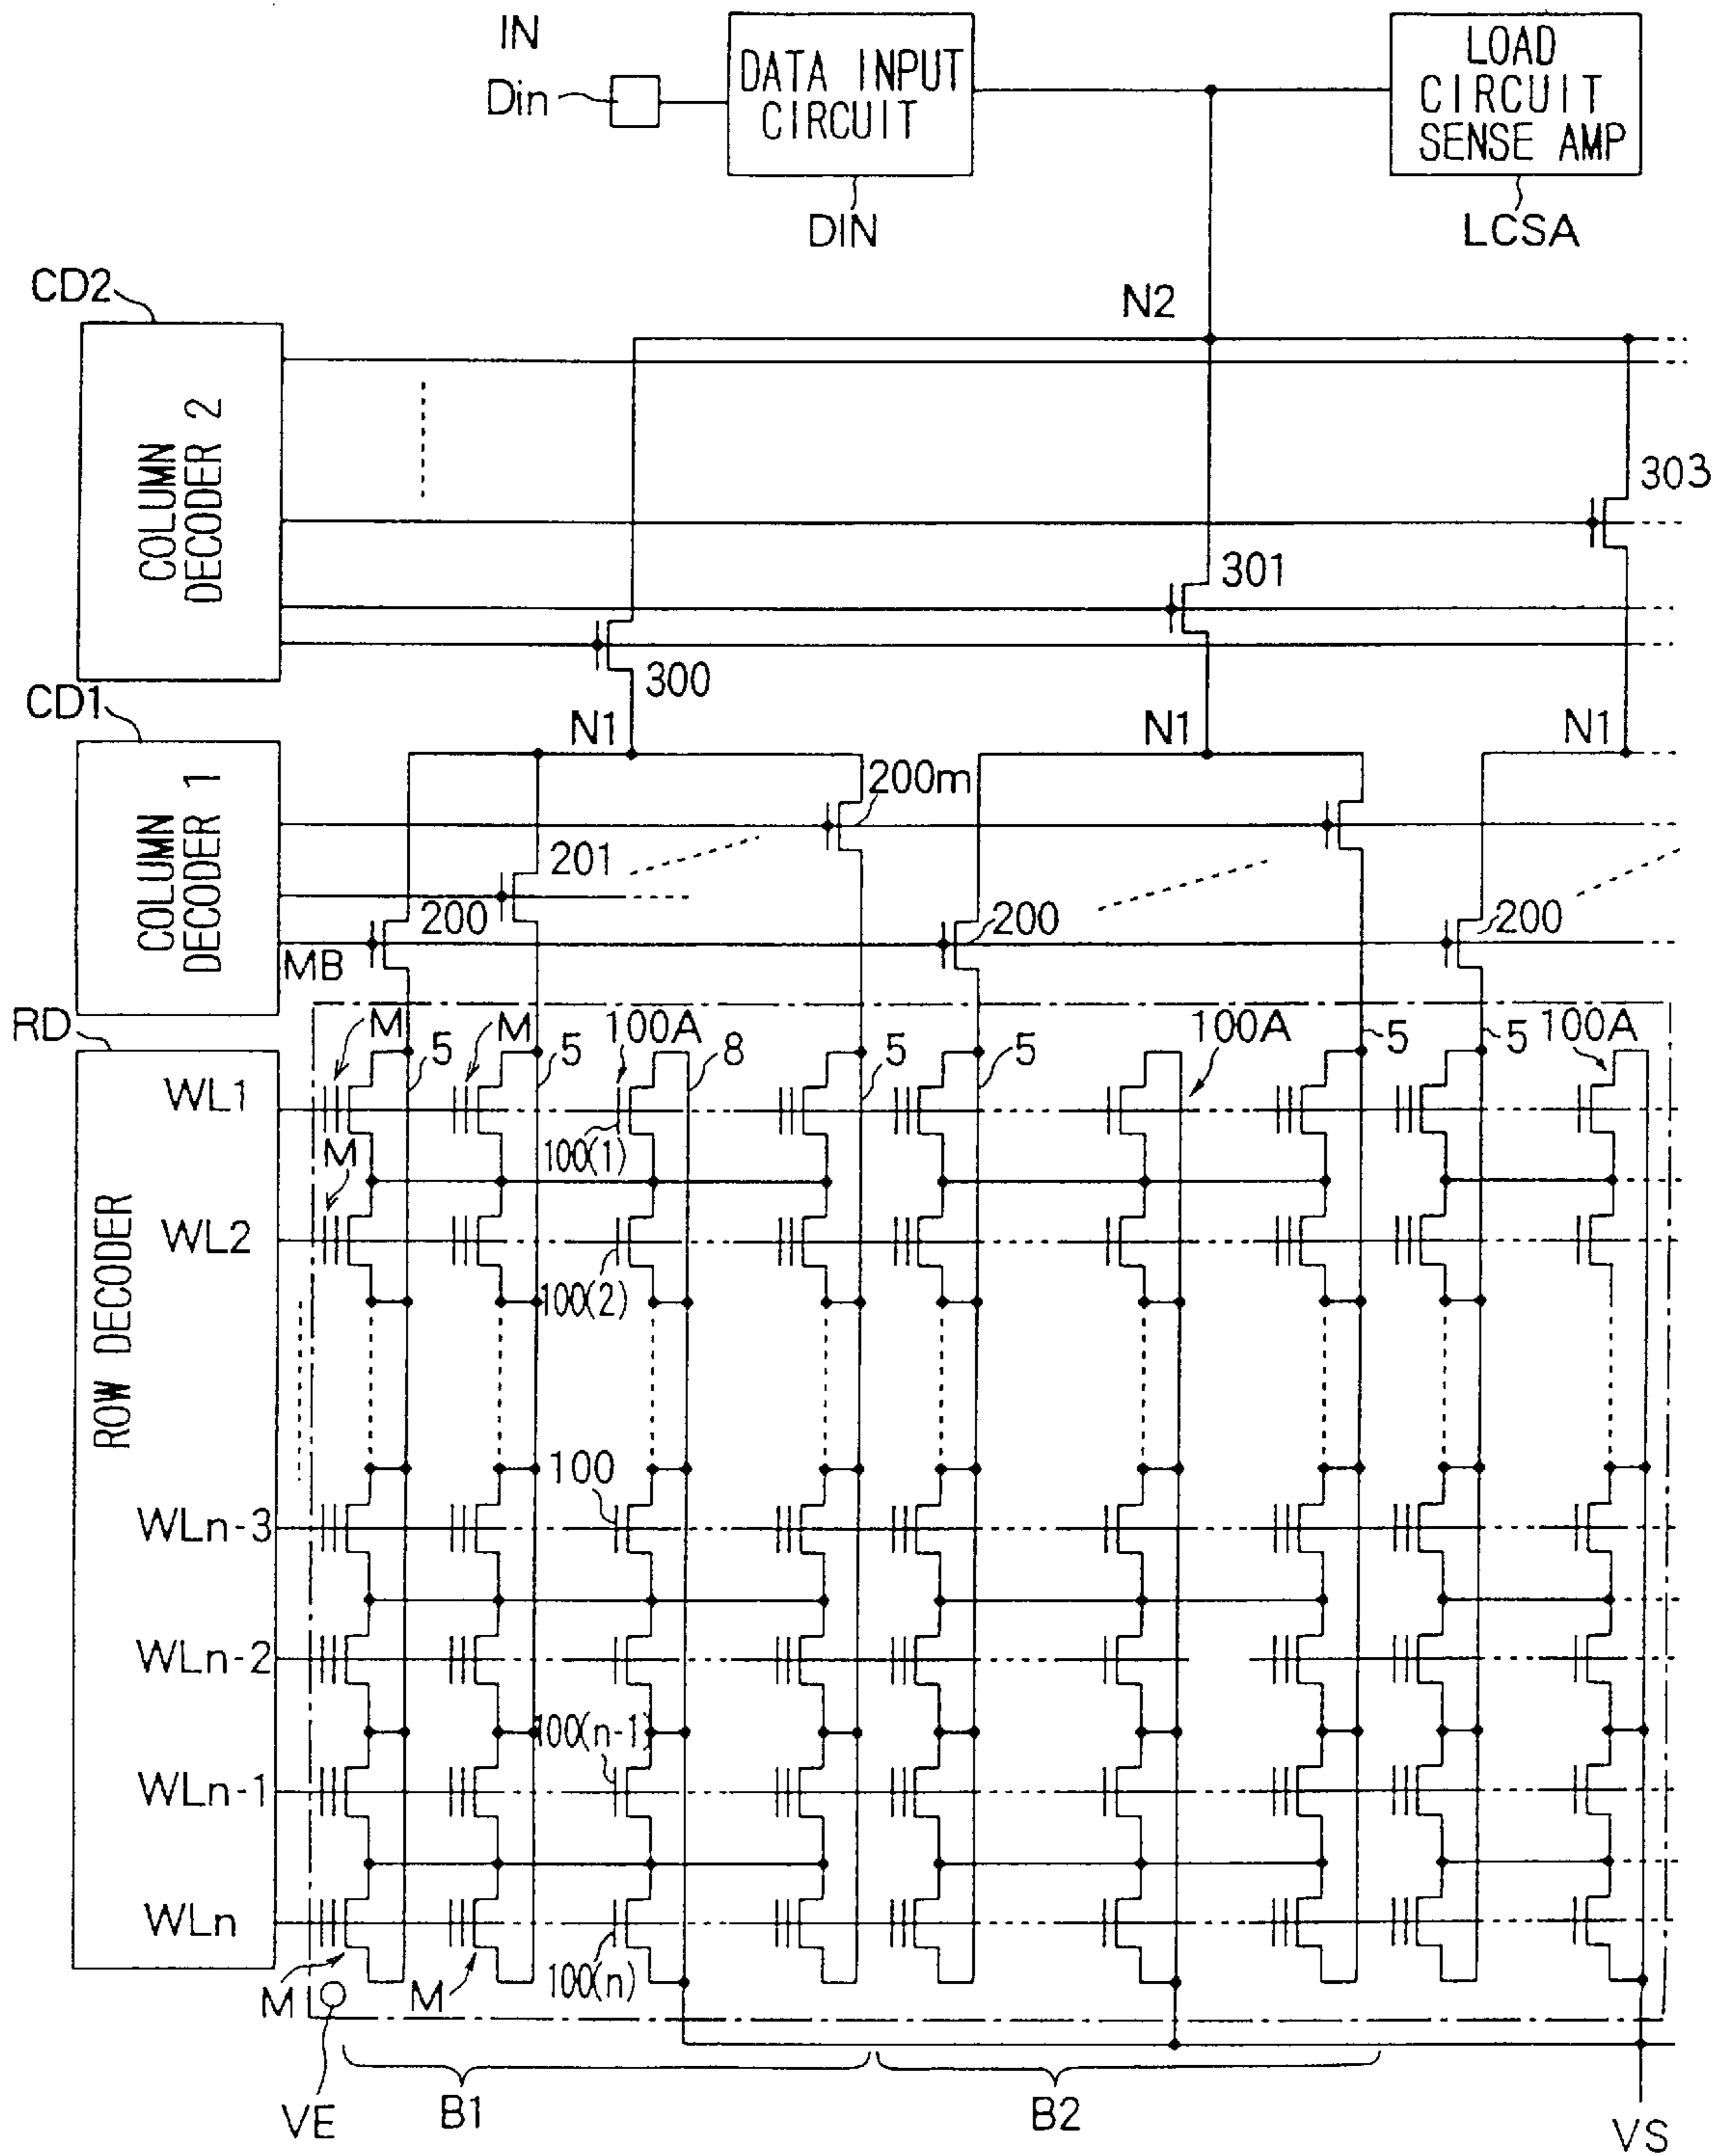 IN
Din
DATA INPUT
CIRCUIT
LOAD
CIRCUIT
SENSE AMP
DIN
LCSA
CD2
N2
COLUMN
DECODER 2
303
301
300
CD1
N1
N1
N1
COLUMN
DECODER 1
200m
201
200
200
200
MB
RD
M
5
M
5
100A
8
5
5
100A
5
5
100A
WL1
M
100(1)
WL2
100(2)
ROW DECODER
100
WLn-3
WLn-2
100(n-1)
WLn-1
WLn
M
M
100(n)
VE
B1
B2
VS